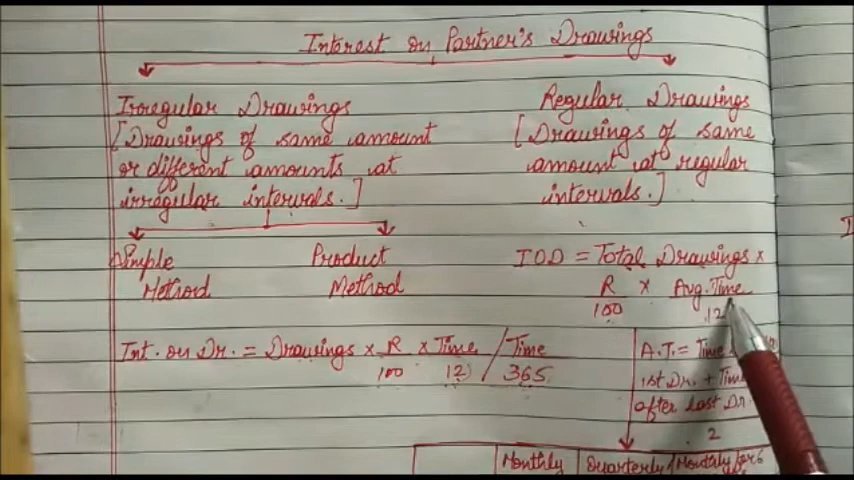 Interest on Partner's Drawings
Irregular Drawings
[Drawings of same amount
or different amounts at
irregular intervals.]
Simple
Method
Product
Method
Int. on Dr. = Drawings x R/100 x Time/12 / Time/365
Regular Drawings
[Drawings of same
amount at regular
intervals.]
IOD = Total Drawings x
R/100 x Avg. Time/12
A.T. = Time
1st Dr. + Time
after last Dr.
2
Monthly
Quarterly
Monthly for 6